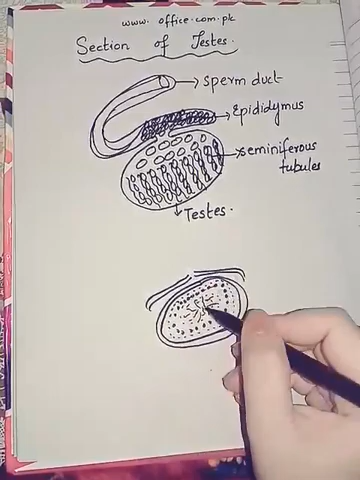 www.office.com.pk
Section of Testes.
sperm duct
Epididymus
seminiferous
tubules
Testes.